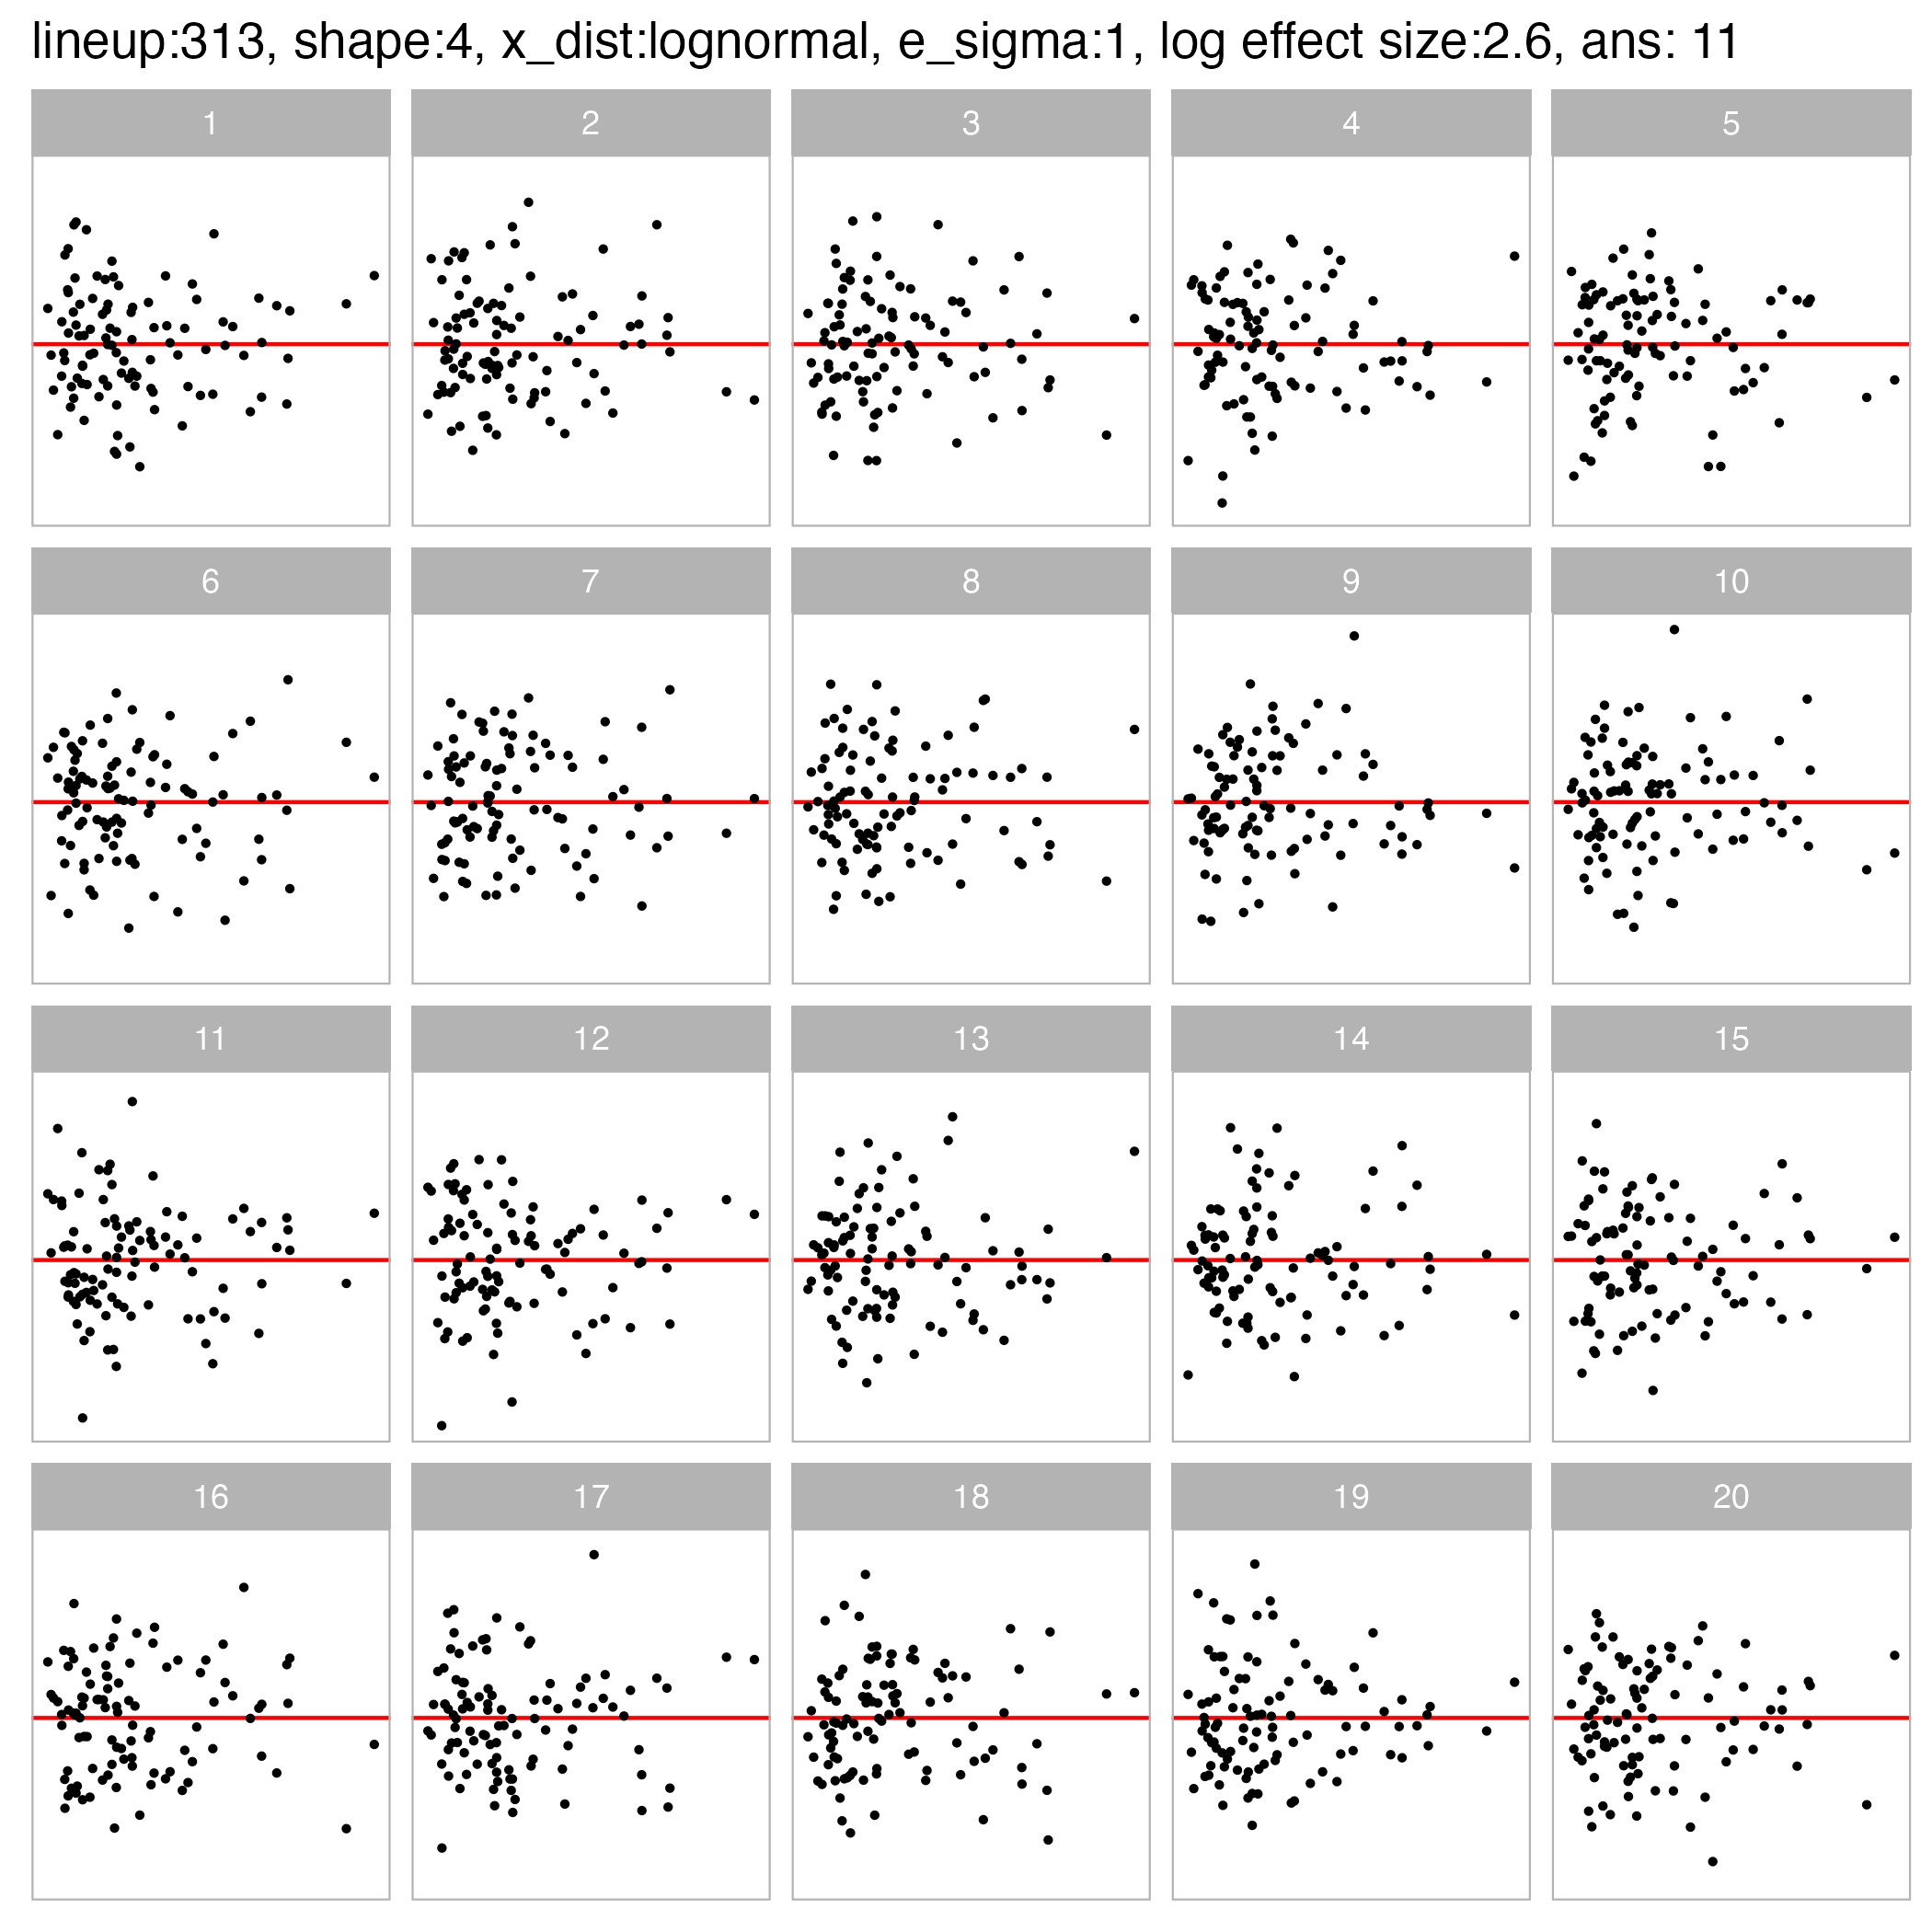 lineup:313, shape:4, x_dist:lognormal, e_sigma:1, log effect size:2.6, ans: 11
1 2 3 4 5
6 7 8 9 10
11 12 13 14 15
16 17 18 19 20